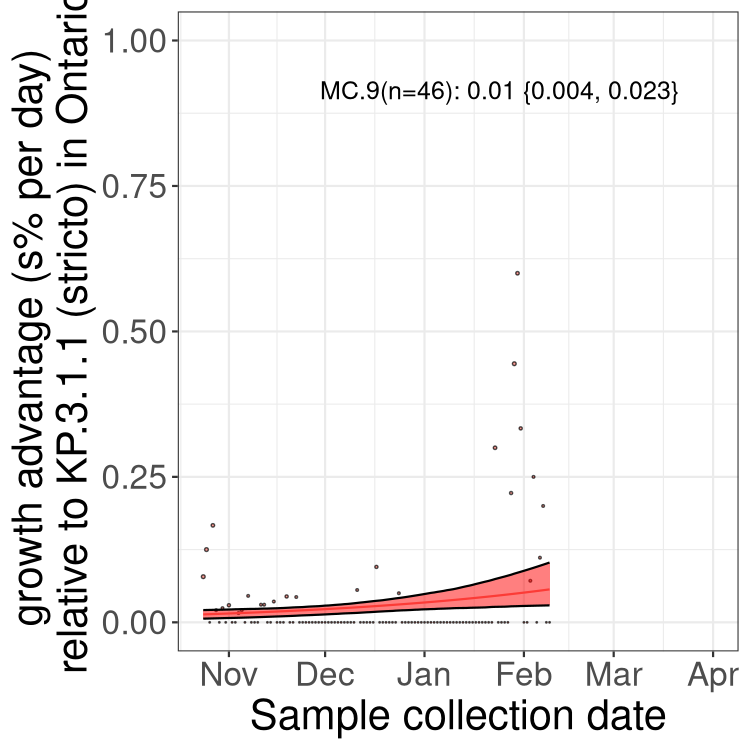 growth advantage (s% per day)
relative to KP.3.1.1 (stricto) in Ontario
1.00
0.75
0.50
0.25
0.00
MC.9(n=46): 0.01 {0.004, 0.023}
Nov Dec Jan Feb Mar Apr
Sample collection date